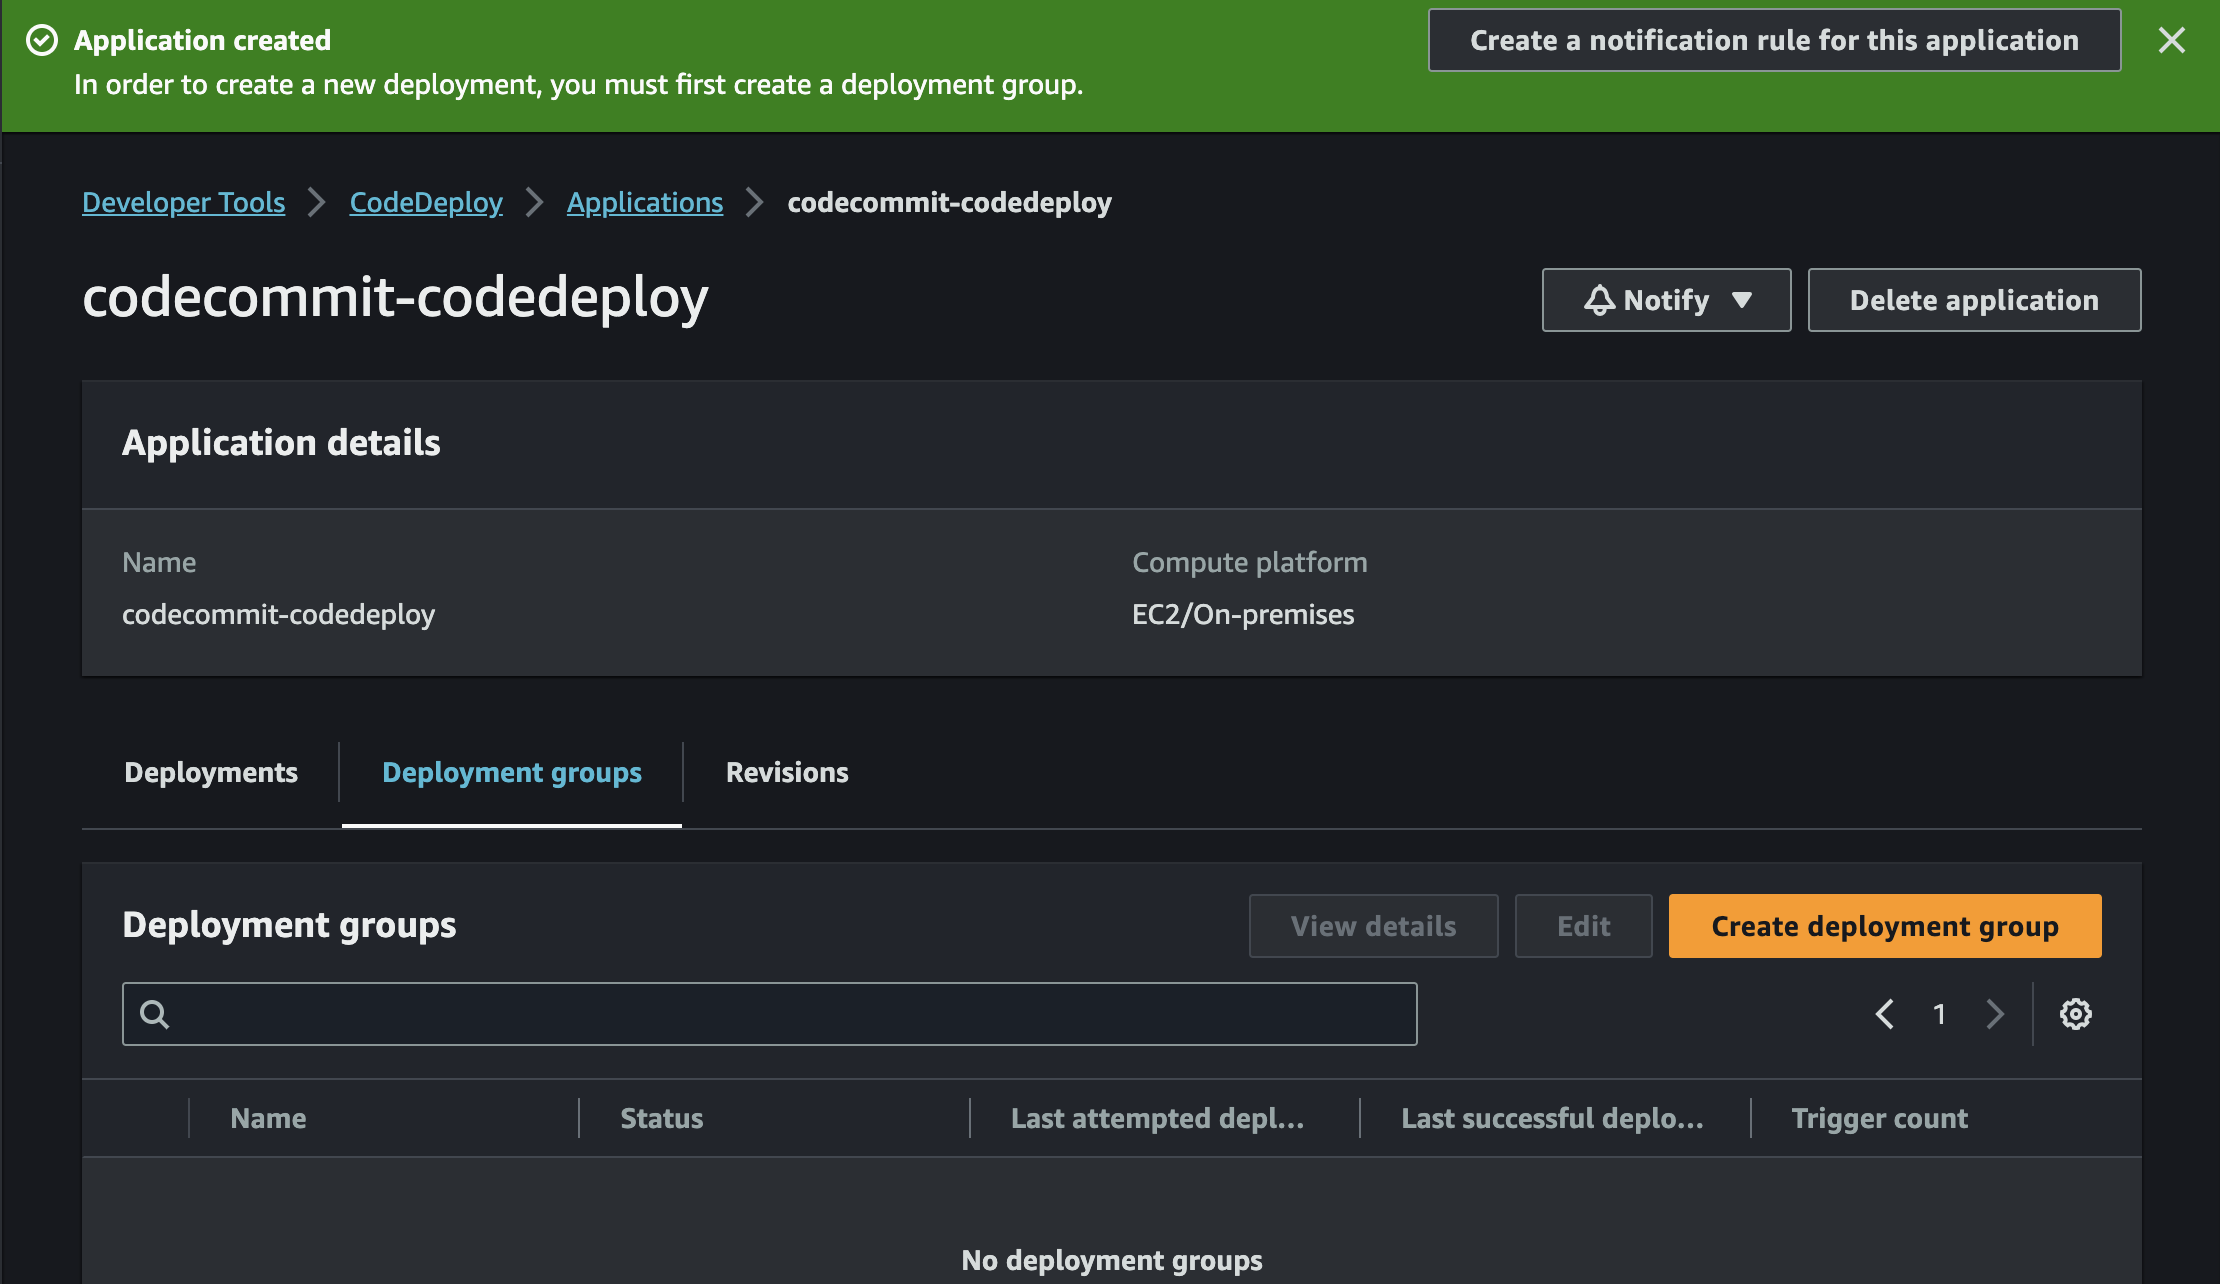 Application created
Create a notification rule for this application
In order to create a new deployment, you must first create a deployment group.
Developer Tools
CodeDeploy
Applications
codecommit-codedeploy
codecommit-codedeploy
Notify
Delete application
Application details
Name
Compute platform
codecommit-codedeploy
EC2/On-premises
Deployments
Deployment groups
Revisions
Deployment groups
View details
Edit
Create deployment group
1
Name
Status
Last attempted depl...
Last successful deplo...
Trigger count
No deployment groups